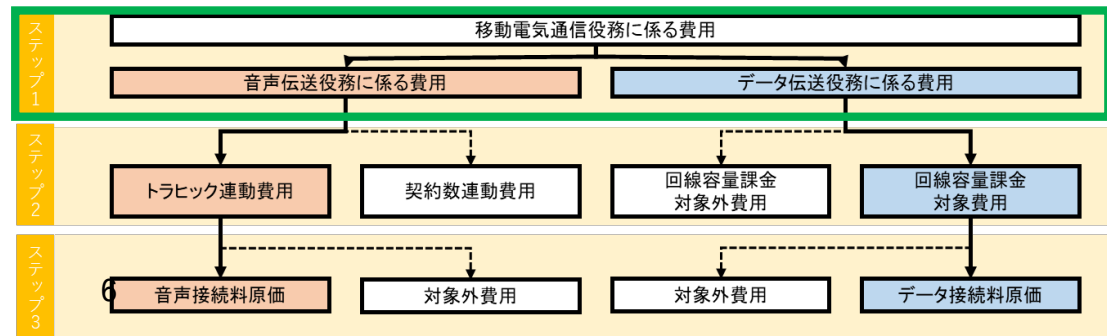 ステップ1
移動電気通信役務に係る費用
音声伝送役務に係る費用
データ伝送役務に係る費用
ステップ2
トラヒック連動費用
契約数連動費用
回線容量課金
対象外費用
回線容量課金
対象費用
ステップ3
6
音声接続料原価
対象外費用
対象外費用
データ接続料原価